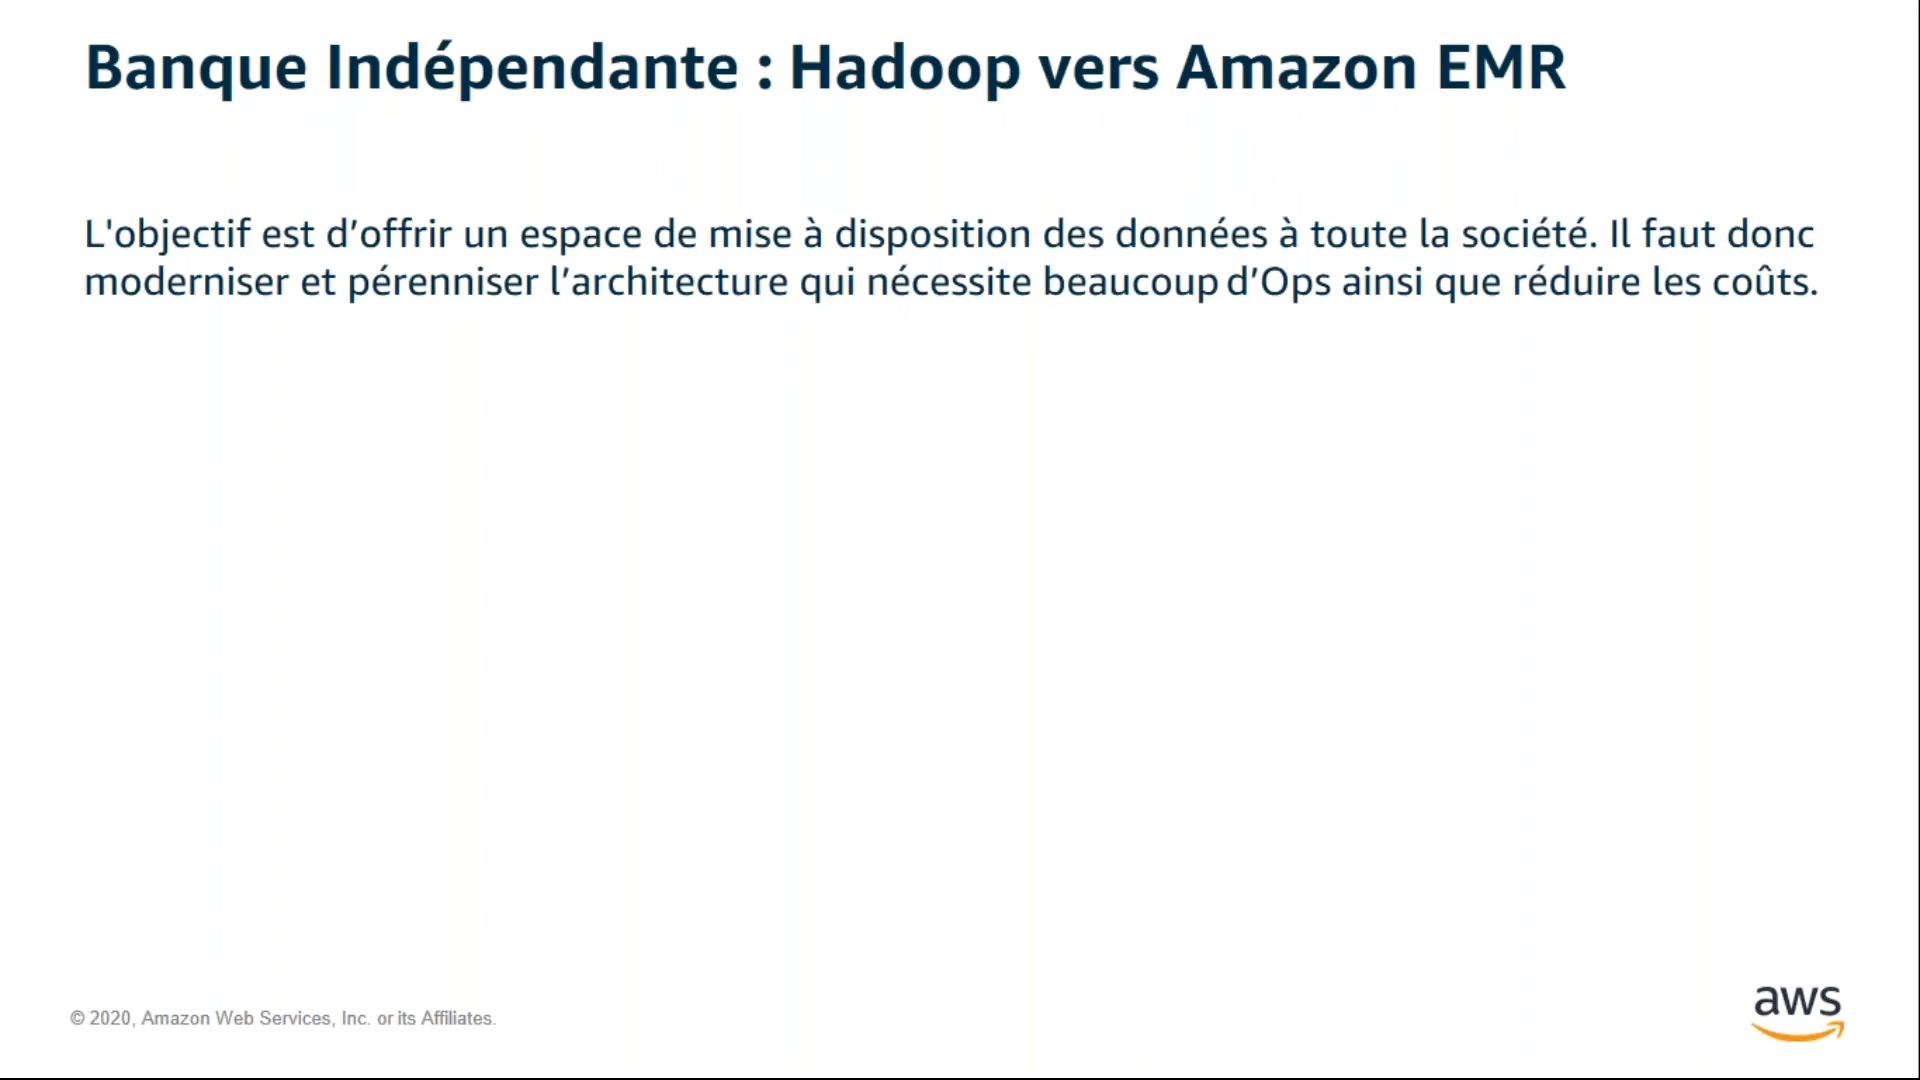 Banque Indépendante : Hadoop vers Amazon EMR
L'objectif est d’offrir un espace de mise à disposition des données à toute la société. Il faut donc
moderniser et pérenniser l’architecture qui nécessite beaucoup d’Ops ainsi que réduire les coûts.
© 2020, Amazon Web Services, Inc. or its Affiliates.
aws